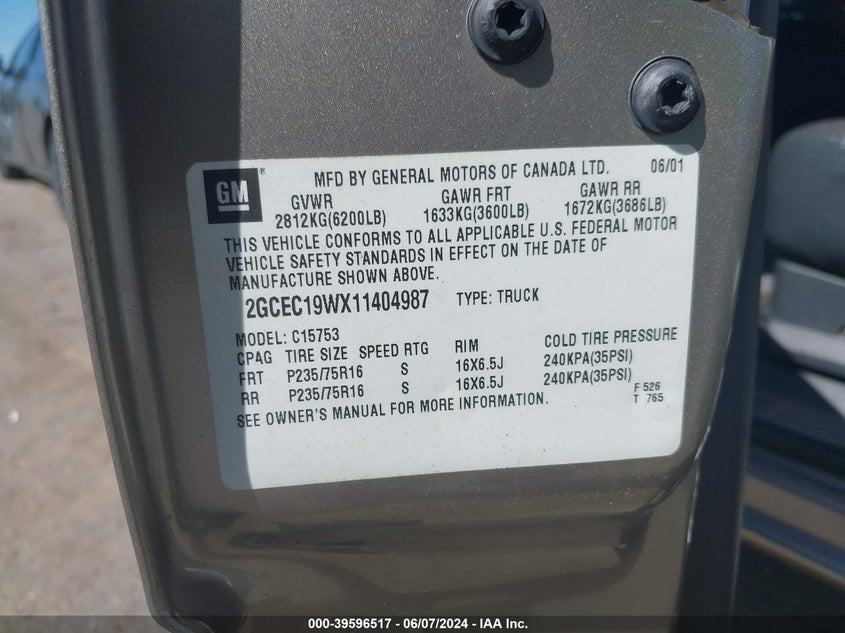 GM ®
MFD BY GENERAL MOTORS OF CANADA LTD. 06/01
GVWR GAWR FRT GAWR RR
2812KG(6200LB) 1633KG(3600LB) 1672KG(3686LB)
THIS VEHICLE CONFORMS TO ALL APPLICABLE U.S. FEDERAL MOTOR
VEHICLE SAFETY STANDARDS IN EFFECT ON THE DATE OF
MANUFACTURE SHOWN ABOVE.
2GCEC19WX11404987 TYPE: TRUCK
MODEL: C15753
CPAG TIRE SIZE SPEED RTG RIM COLD TIRE PRESSURE
FRT P235/75R16 S 16X6.5J 240KPA(35PSI)
RR P235/75R16 S 16X6.5J 240KPA(35PSI)
SEE OWNER'S MANUAL FOR MORE INFORMATION.
F 526
T 765
000-39596517 - 06/07/2024 - IAA Inc.